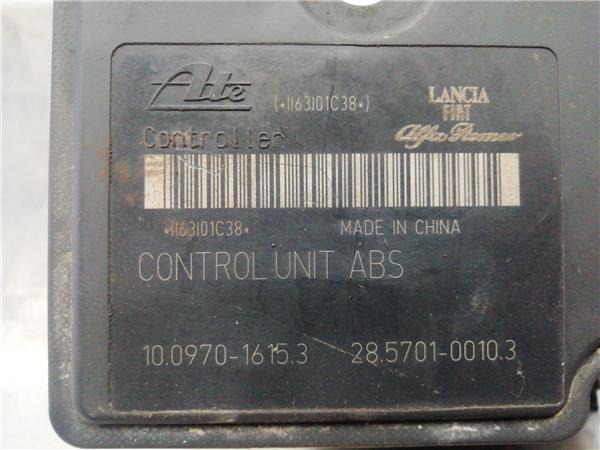 Ate (*1163101C38*) LANCIA
FIAT
Controller Alfa Romeo
*1163101C38* MADE IN CHINA
CONTROL UNIT ABS
10.0970-1615.3 28.5701-0010.3